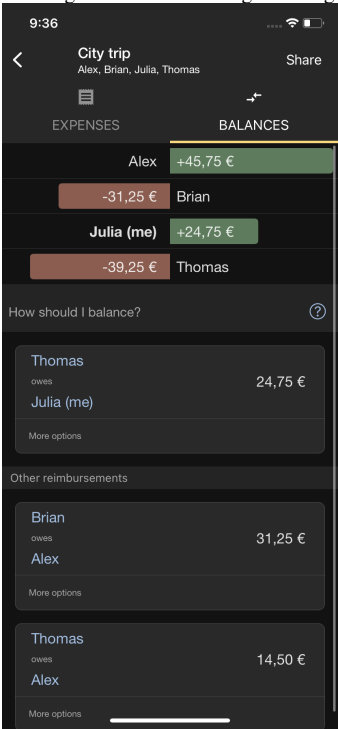 9:36
City trip
Alex, Brian, Julia, Thomas
Share
EXPENSES
BALANCES
Alex +45,75 €
-31,25 € Brian
Julia (me) +24,75 €
-39,25 € Thomas
How should I balance? ?
Thomas
owes
24,75 €
Julia (me)
More options
Other reimbursements
Brian
owes
31,25 €
Alex
More options
Thomas
owes
14,50 €
Alex
More options